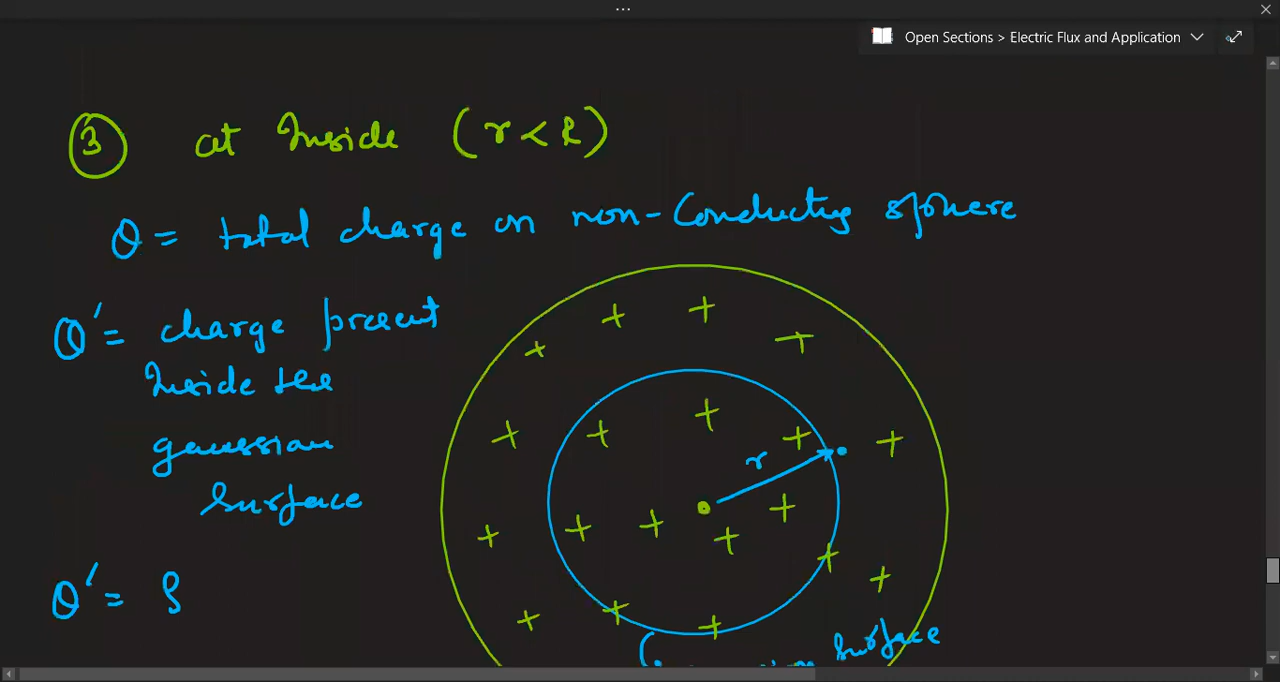 Open Sections > Electric Flux and Application
3 at Inside (r < R)
Q = total charge on non-Conducting sphere
Q' = charge present
Inside the
gaussian
Surface
r
Q' = ρ
Surface